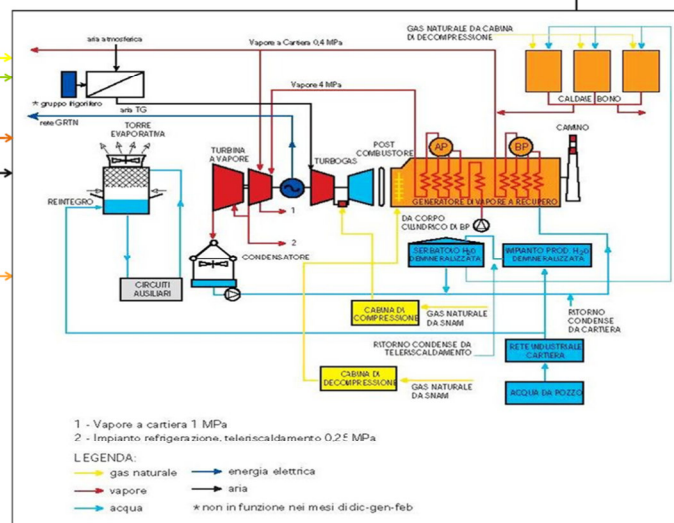 GAS NATURALE DA CABINA
DI DECOMPRESSIONE
aria atmosferica
Vapore a Cartiera 0,4 MPa
Vapore 4 MPa
* gruppo frigorifero
aria TG
CALDAIE BONO
rete GRTN
TORRE
EVAPORATIVA
TURBINA
A VAPORE
TURBOGAS
POST
COMBUSTORE
AP
BP
CAMINO
REINTEGRO
GENERATORE DI VAPORE A RECUPERO
1
2
DA CORPO
CILINDRICO DI BP
CONDENSATORE
SERBATOIO H2O
DEMINERALIZZATA
IMPIANTO PROD. H2O
DEMINERALIZZATA
CIRCUITI
AUSILIARI
CABINA DI
COMPRESSIONE
GAS NATURALE
DA SNAM
RITORNO
CONDENSE
DA CARTIERA
RITORNO CONDENSE DA
TELERISCALDAMENTO
RETE INDUSTRIALE
CARTIERA
CABINA DI
DECOMPRESSIONE
GAS NATURALE
DA SNAM
ACQUA DA POZZO
1 - Vapore a cartiera 1 MPa
2 - Impianto refrigerazione, teleriscaldamento 0,25 MPa
LEGENDA:
gas naturale
energia elettrica
vapore
aria
acqua
* non in funzione nei mesi di dic-gen-feb